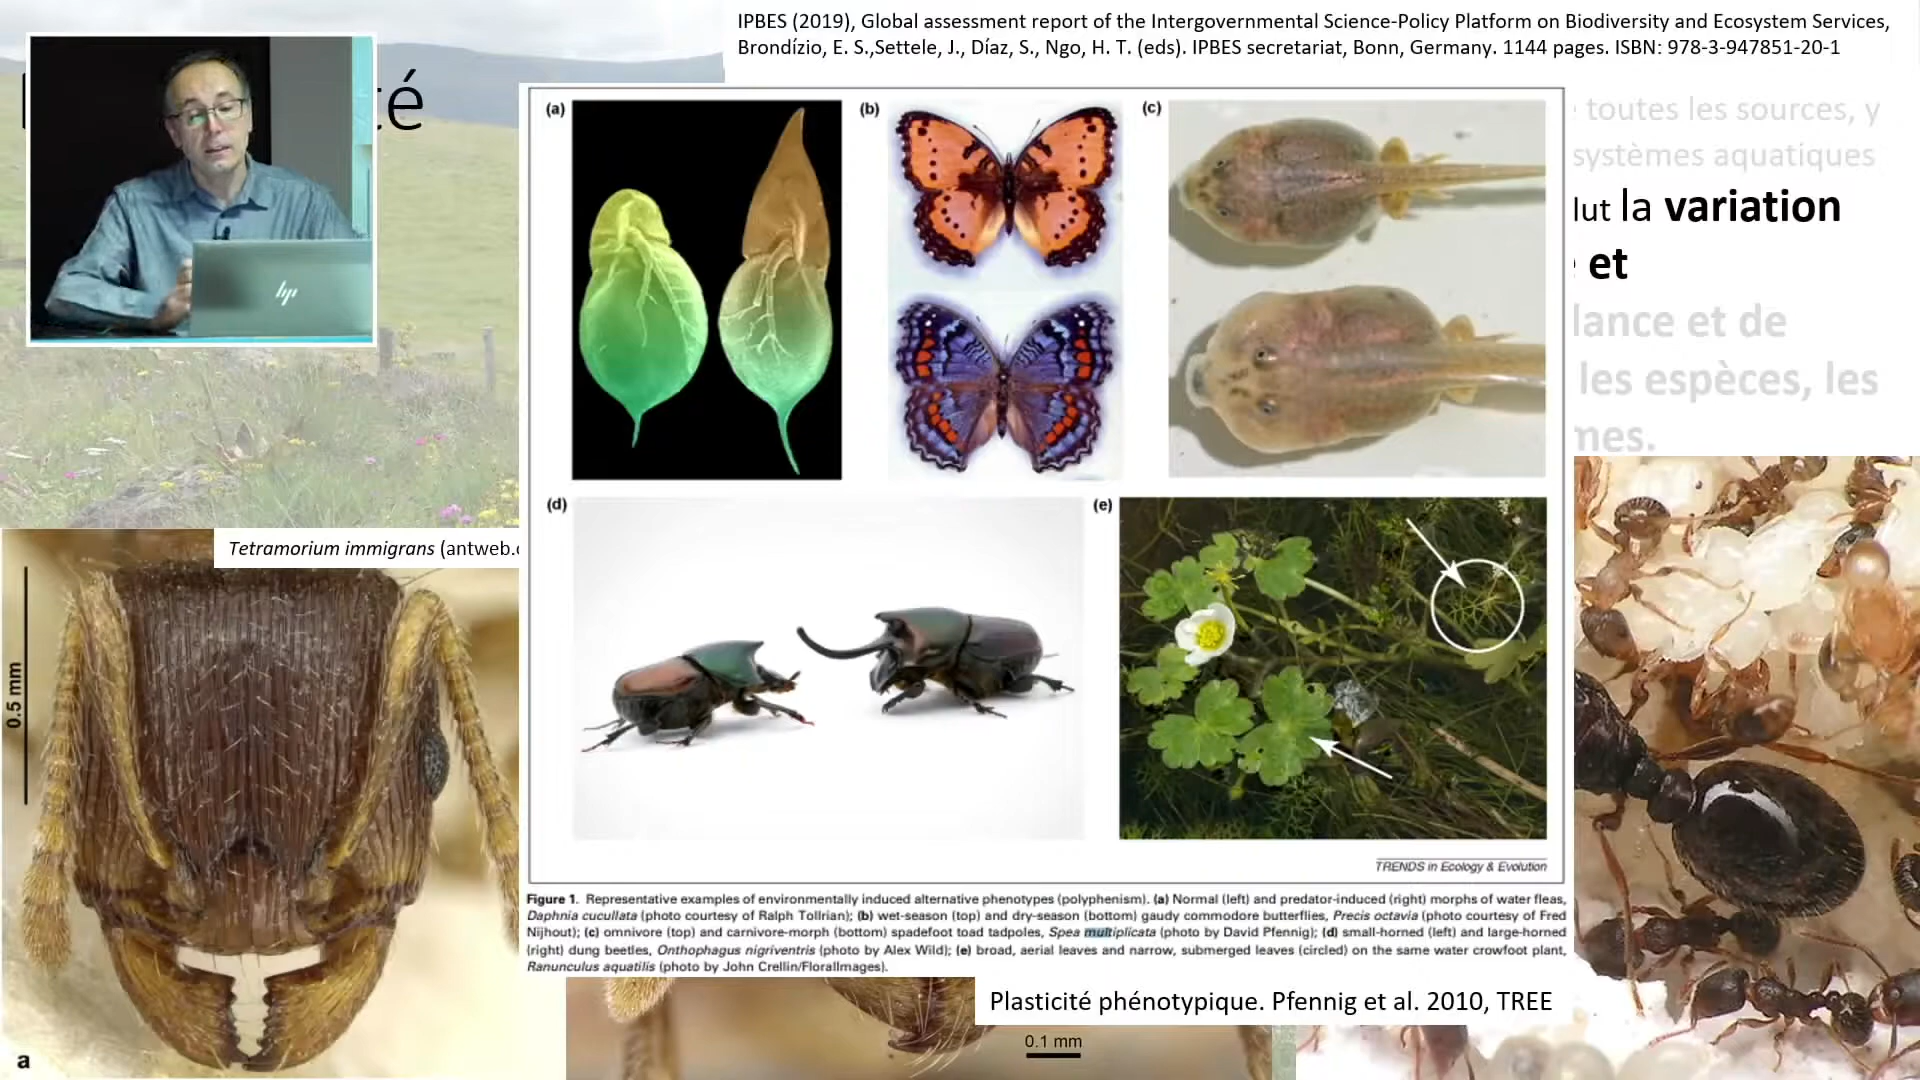 IPBES (2019), Global assessment report of the Intergovernmental Science-Policy Platform on Biodiversity and Ecosystem Services,
Brondízio, E. S.,Settele, J., Díaz, S., Ngo, H. T. (eds). IPBES secretariat, Bonn, Germany. 1144 pages. ISBN: 978-3-947851-20-1
té
toutes les sources, y
systèmes aquatiques
lut la variation
et
lance et de
les espèces, les
mes.
hp
(a)
(b)
(c)
(d)
(e)
Tetramorium immigrans (antweb.c
0.5 mm
a
TRENDS in Ecology & Evolution
Figure 1. Representative examples of environmentally induced alternative phenotypes (polyphenism). (a) Normal (left) and predator-induced (right) morphs of water fleas,
Daphnia cucullata (photo courtesy of Ralph Tollrian); (b) wet-season (top) and dry-season (bottom) gaudy commodore butterflies, Precis octavia (photo courtesy of Fred
Nijhout); (c) omnivore (top) and carnivore-morph (bottom) spadefoot toad tadpoles, Spea multiplicata (photo by David Pfennig); (d) small-horned (left) and large-horned
(right) dung beetles, Onthophagus nigriventris (photo by Alex Wild); (e) broad, aerial leaves and narrow, submerged leaves (circled) on the same water crowfoot plant,
Ranunculus aquatilis (photo by John Crellin/FloralImages).
Plasticité phénotypique. Pfennig et al. 2010, TREE
0.1 mm